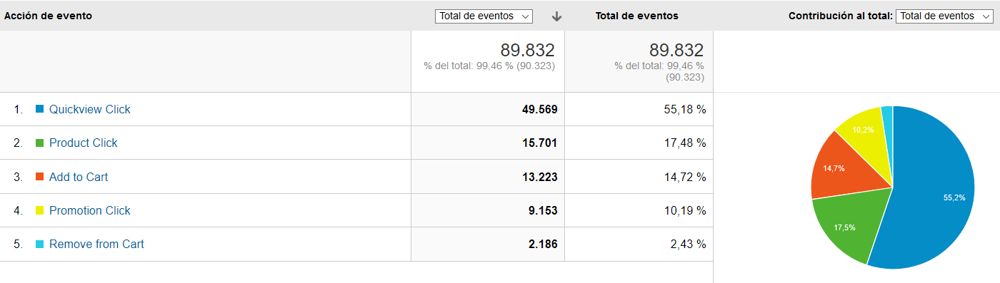 Acción de evento Total de eventos Total de eventos Contribución al total: Total de eventos
89.832 89.832
% del total: 99,46 % (90.323) % del total: 99,46 %
(90.323)
1. Quickview Click 49.569 55,18 %
2. Product Click 15.701 17,48 %
3. Add to Cart 13.223 14,72 %
4. Promotion Click 9.153 10,19 %
5. Remove from Cart 2.186 2,43 %
10,2%
14,7%
55,2%
17,5%